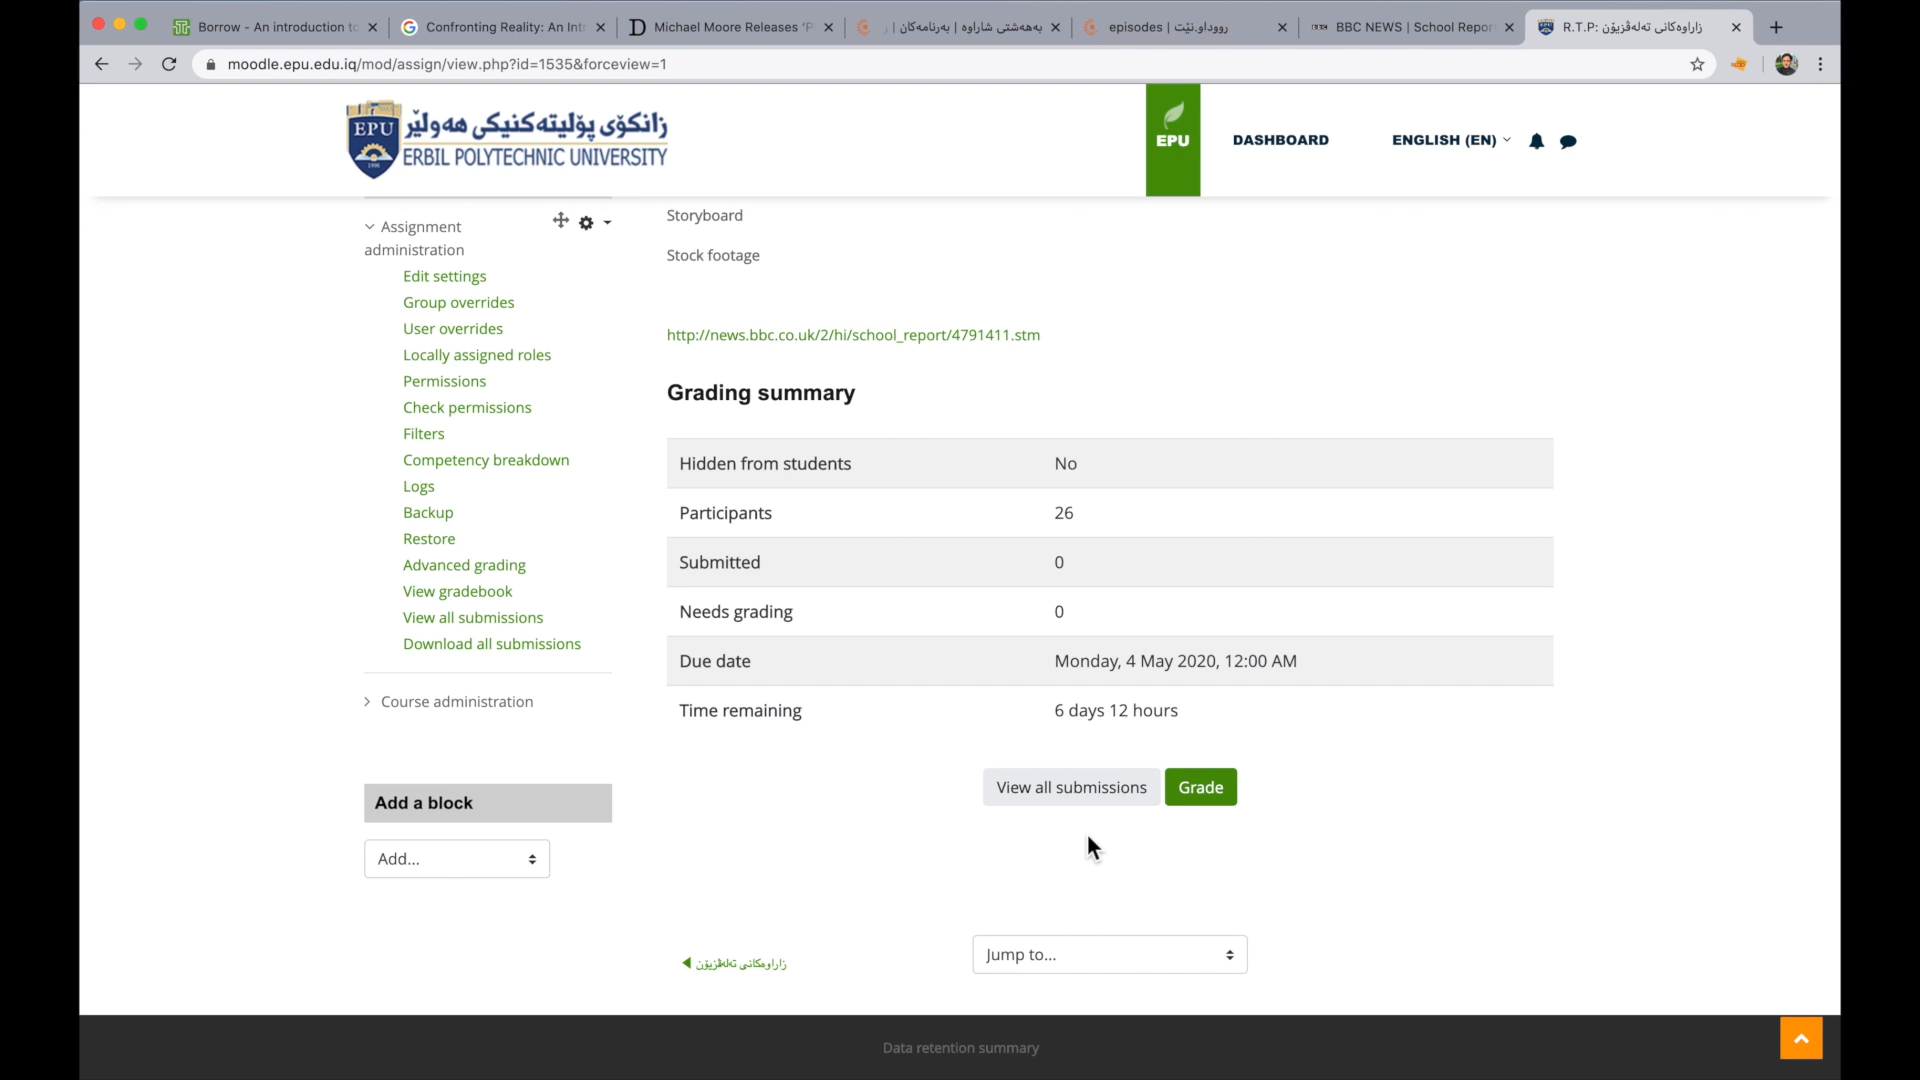 Borrow - An introduction to
Confronting Reality: An Int
Michael Moore Releases 'P
بەهەشتی شاراوە | بەرنامەکان |
episodes | رووداو.نێت
BBC NEWS | School Repor
R.T.P: زاراوەکانی تەلەڤزیۆن
moodle.epu.edu.iq/mod/assign/view.php?id=1535&forceview=1
EPU
زانکۆی پۆلیتەکنیکی هەولێر
ERBIL POLYTECHNIC UNIVERSITY
EPU
DASHBOARD
ENGLISH (EN)
Assignment
administration
Edit settings
Group overrides
User overrides
Locally assigned roles
Permissions
Check permissions
Filters
Competency breakdown
Logs
Backup
Restore
Advanced grading
View gradebook
View all submissions
Download all submissions
Course administration
Add a block
Add...
Storyboard
Stock footage
http://news.bbc.co.uk/2/hi/school_report/4791411.stm
Grading summary
Hidden from students No
Participants 26
Submitted 0
Needs grading 0
Due date Monday, 4 May 2020, 12:00 AM
Time remaining 6 days 12 hours
View all submissions Grade
زاراوەکانی تەلەڤزیۆن
Jump to...
Data retention summary